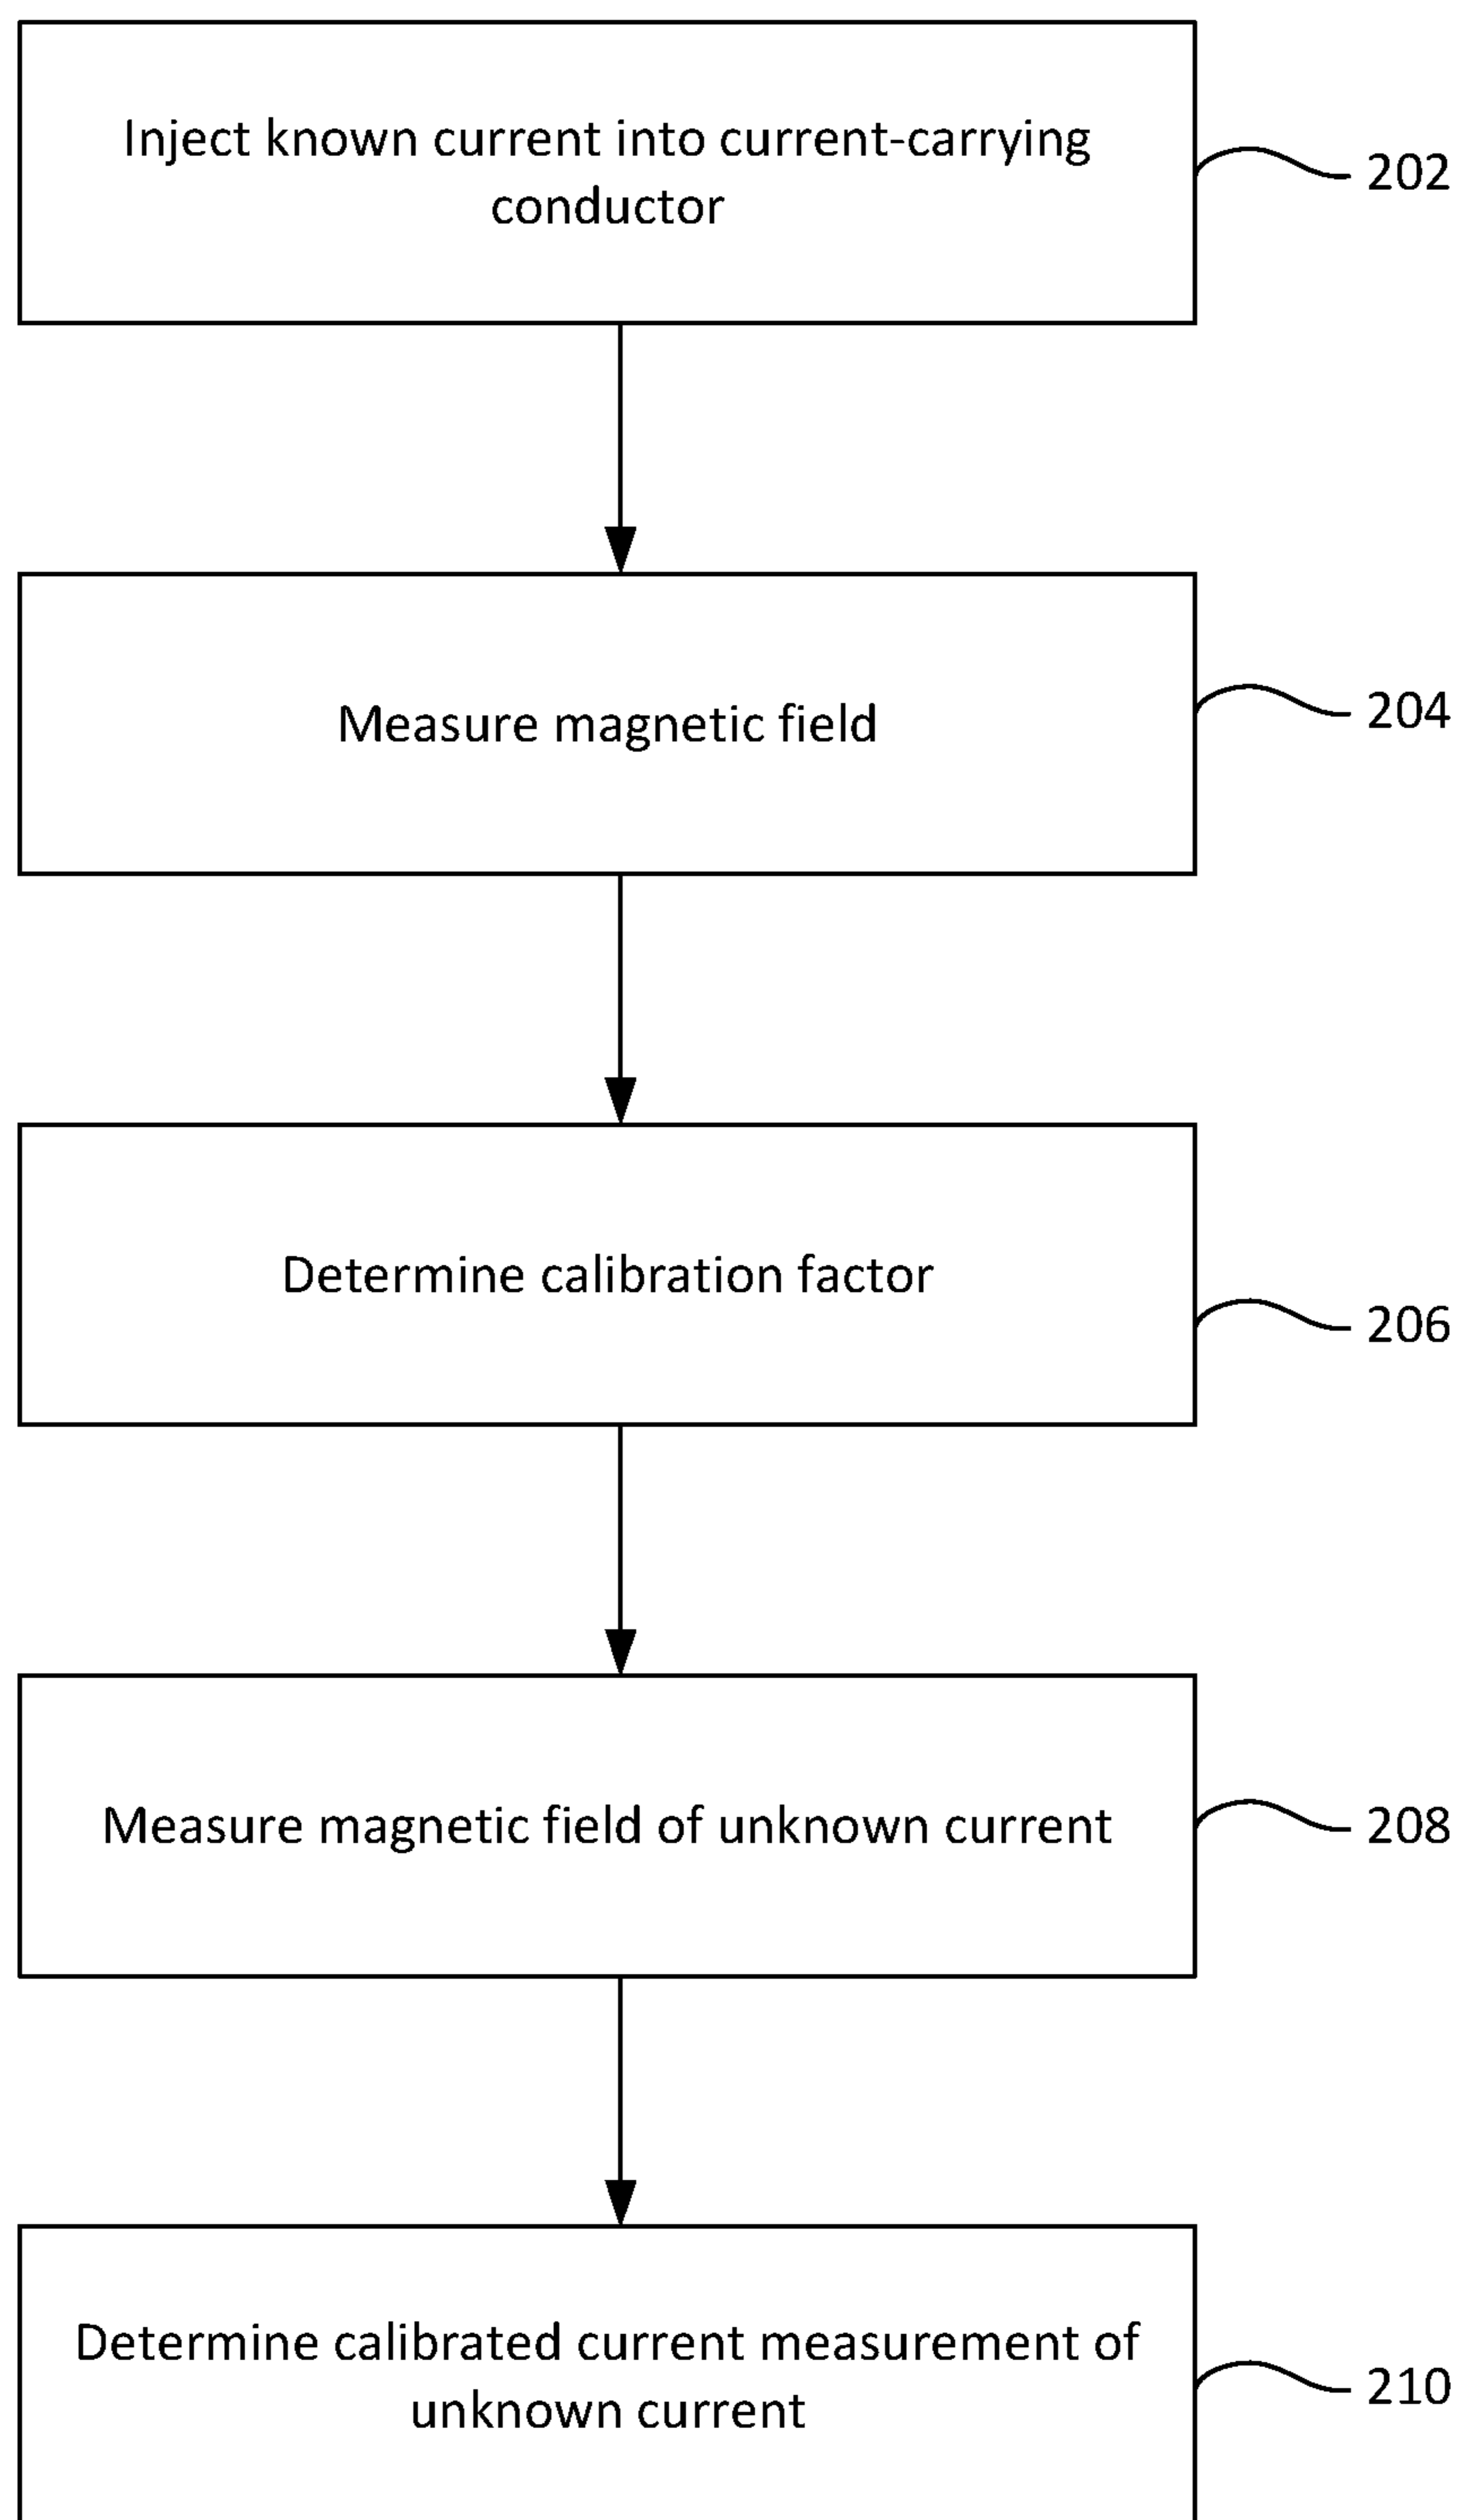 Inject known current into current-carrying
conductor
202
Measure magnetic field
204
Determine calibration factor
206
Measure magnetic field of unknown current
208
Determine calibrated current measurement of
unknown current
210